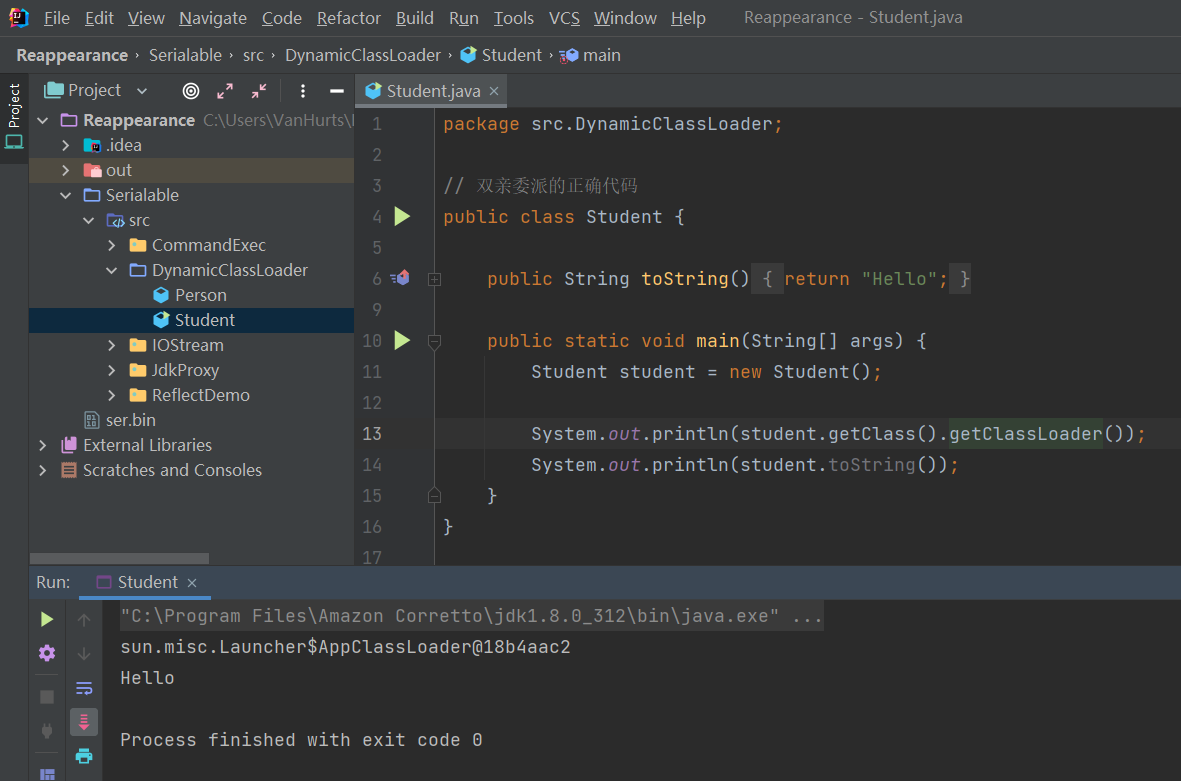 File Edit View Navigate Code Refactor Build Run Tools VCS Window Help Reappearance - Student.java
Reappearance › Serialable › src › DynamicClassLoader › Student › main
Project
Project
Reappearance C:\Users\VanHurts\
.idea
out
Serialable
src
CommandExec
DynamicClassLoader
Person
Student
IOStream
JdkProxy
ReflectDemo
ser.bin
External Libraries
Scratches and Consoles
Student.java ×
1 package src.DynamicClassLoader;
2
3 // 双亲委派的正确代码
4 public class Student {
5
6 public String toString() { return "Hello"; }
9
10 public static void main(String[] args) {
11 Student student = new Student();
12
13 System.out.println(student.getClass().getClassLoader());
14 System.out.println(student.toString());
15 }
16 }
17
Run: Student ×
"C:\Program Files\Amazon Corretto\jdk1.8.0_312\bin\java.exe" ...
sun.misc.Launcher$AppClassLoader@18b4aac2
Hello
Process finished with exit code 0